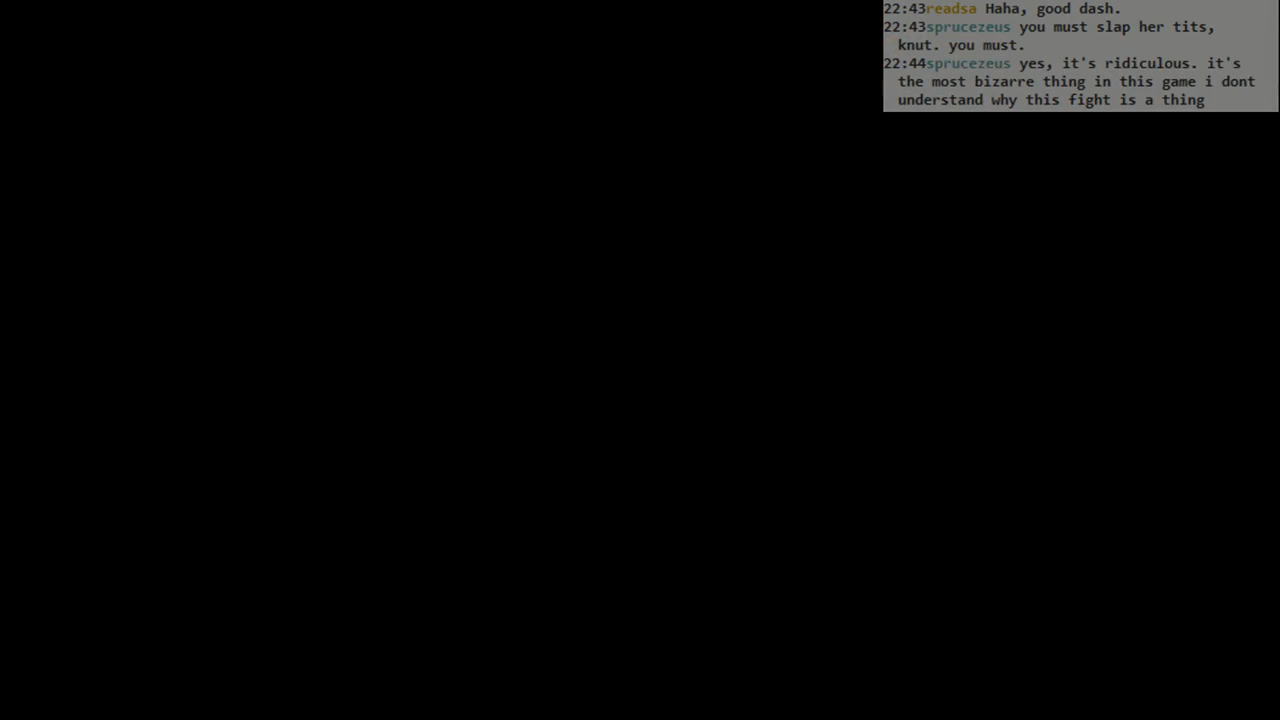 22:43readsa Haha, good dash.
22:43sprucezeus you must slap her tits,
knut. you must.
22:44sprucezeus yes, it's ridiculous. it's
the most bizarre thing in this game i dont
understand why this fight is a thing